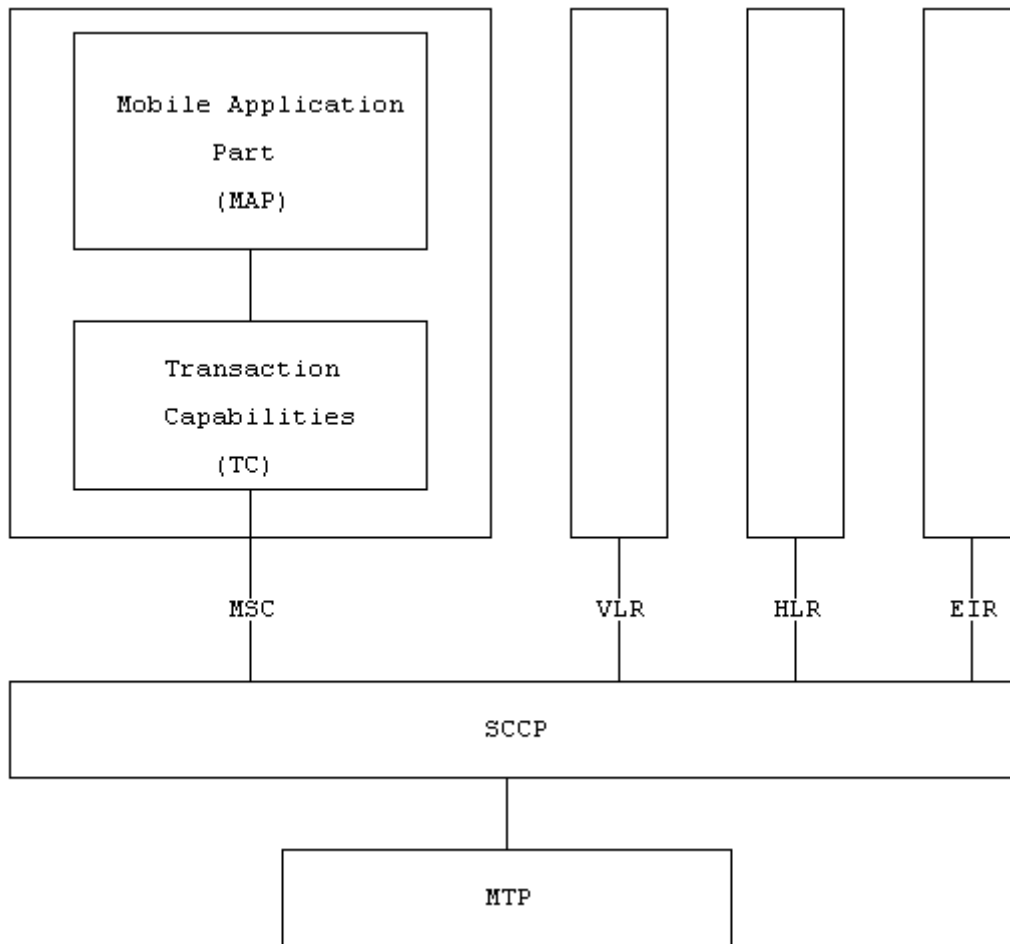 Mobile Application
Part
(MAP)
Transaction
Capabilities
(TC)
MSC
VLR
HLR
EIR
SCCP
MTP